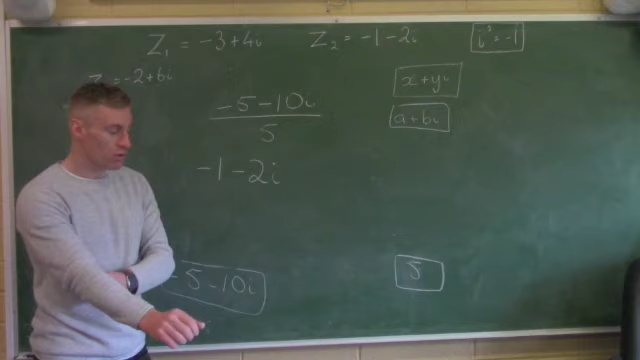 Z₁ = -3+4i Z₂ = -1-2i i²=-1
= -2+6i x+yi
-5-10i a+bi
5
-1-2i
-5-10i 5